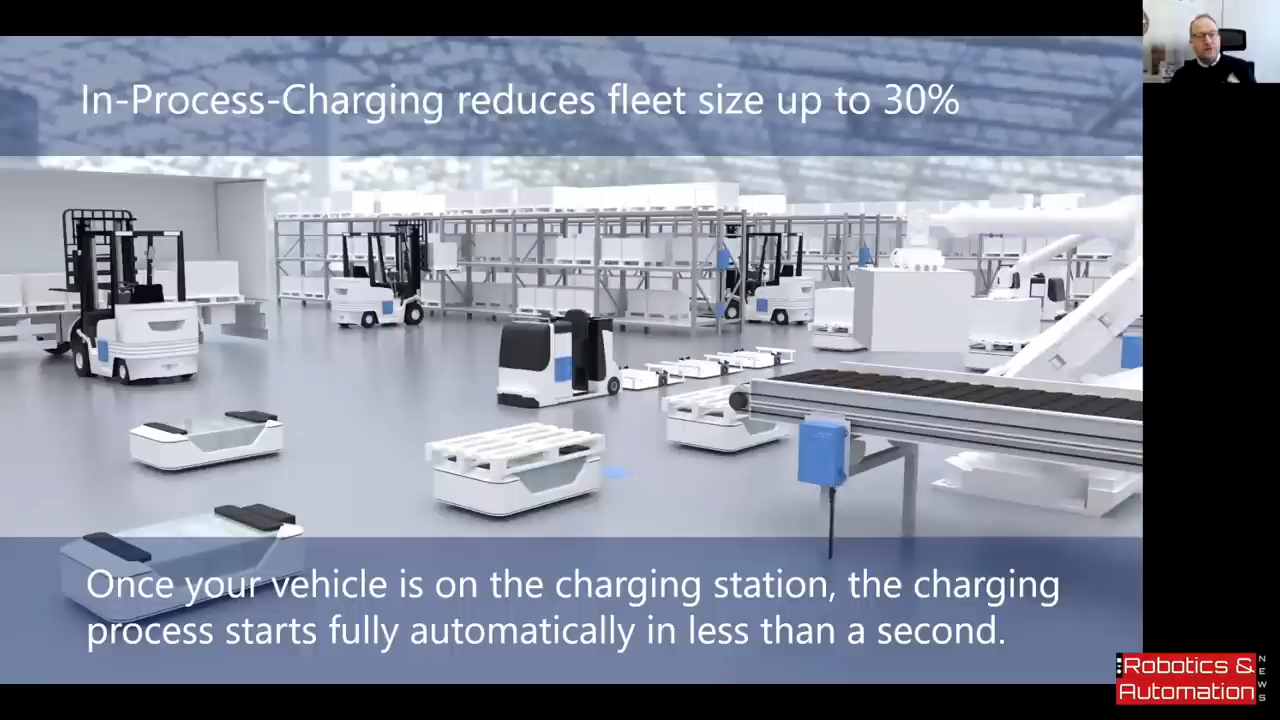 In-Process-Charging reduces fleet size up to 30%
Once your vehicle is on the charging station, the charging
process starts fully automatically in less than a second.
Robotics &
Automation
NEWS